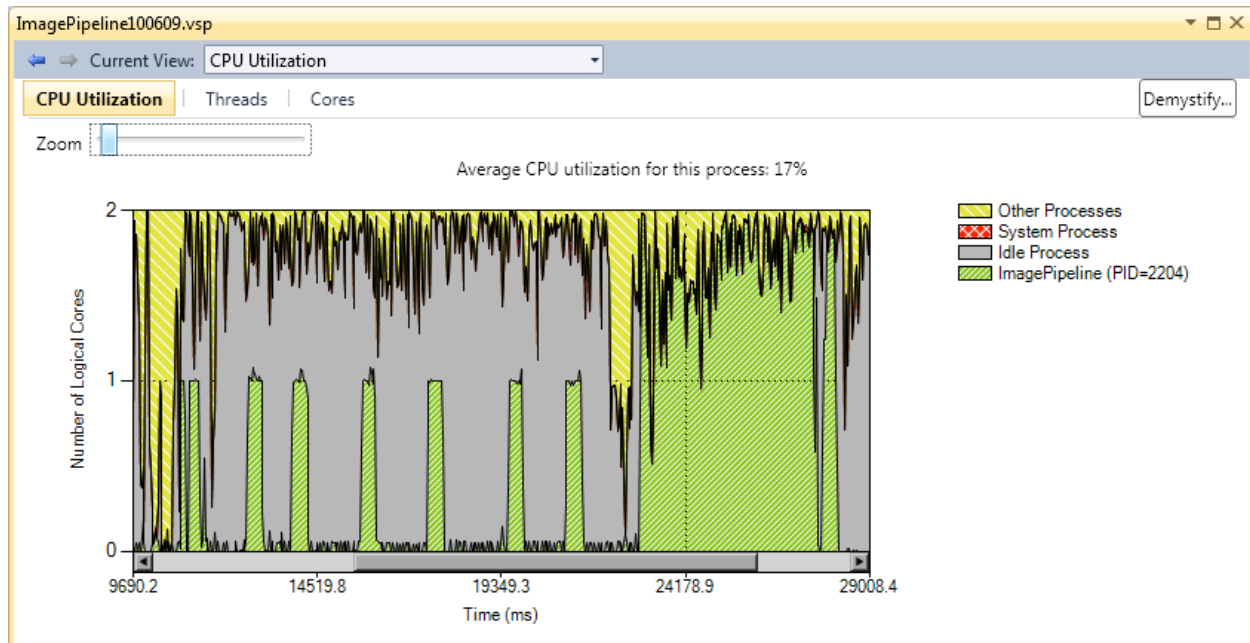 ImagePipeline100609.vsp
Current View: CPU Utilization
CPU Utilization Threads Cores Demystify...
Zoom
Average CPU utilization for this process: 17%
Other Processes
System Process
Idle Process
ImagePipeline (PID=2204)
Number of Logical Cores
2
1
0
9690.2 14519.8 19349.3 24178.9 29008.4
Time (ms)